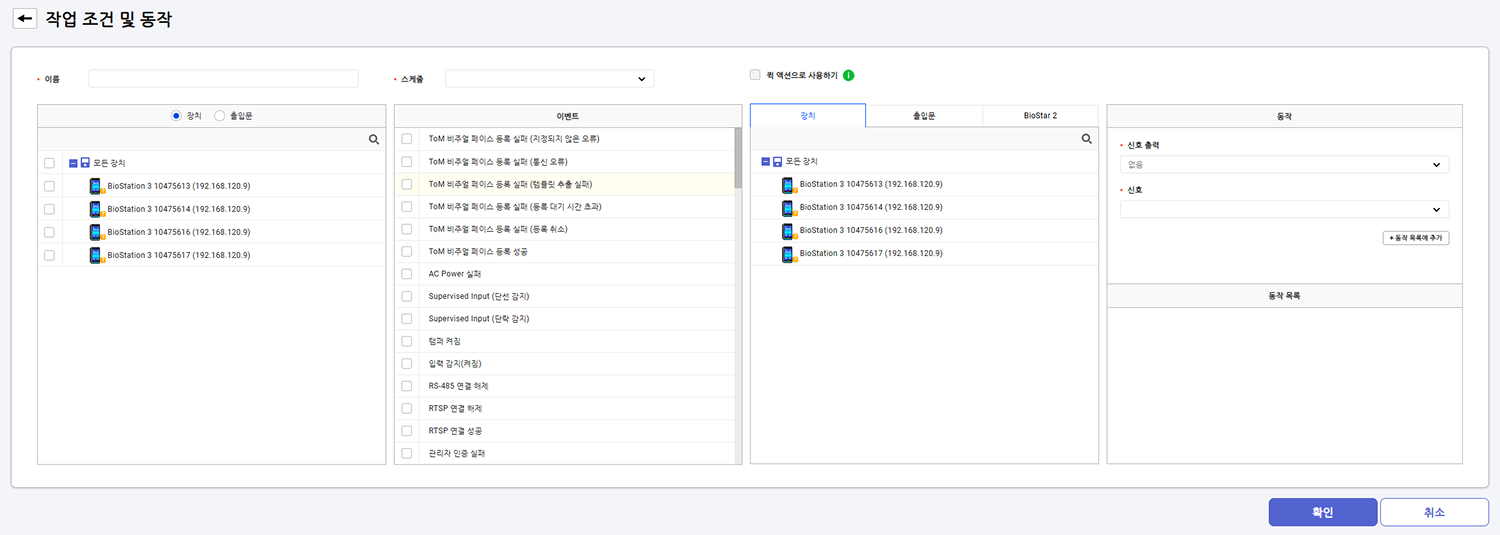 작업 조건 및 동작
• 이름
• 스케줄
퀵 액션으로 사용하기
장치 출입문
모든 장치
BioStation 3 10475613 (192.168.120.9)
BioStation 3 10475614 (192.168.120.9)
BioStation 3 10475616 (192.168.120.9)
BioStation 3 10475617 (192.168.120.9)
이벤트
ToM 비주얼 페이스 등록 실패 (지정되지 않은 오류)
ToM 비주얼 페이스 등록 실패 (통신 오류)
ToM 비주얼 페이스 등록 실패 (템플릿 추출 실패)
ToM 비주얼 페이스 등록 실패 (등록 대기 시간 초과)
ToM 비주얼 페이스 등록 실패 (등록 취소)
ToM 비주얼 페이스 등록 성공
AC Power 실패
Supervised Input (단선 감지)
Supervised Input (단락 감지)
탬퍼 켜짐
입력 감지(켜짐)
RS-485 연결 해제
RTSP 연결 해제
RTSP 연결 성공
관리자 인증 실패
장치 출입문 BioStar 2
모든 장치
BioStation 3 10475613 (192.168.120.9)
BioStation 3 10475614 (192.168.120.9)
BioStation 3 10475616 (192.168.120.9)
BioStation 3 10475617 (192.168.120.9)
동작
• 신호 출력
없음
• 신호
+ 동작 목록에 추가
동작 목록
확인 취소